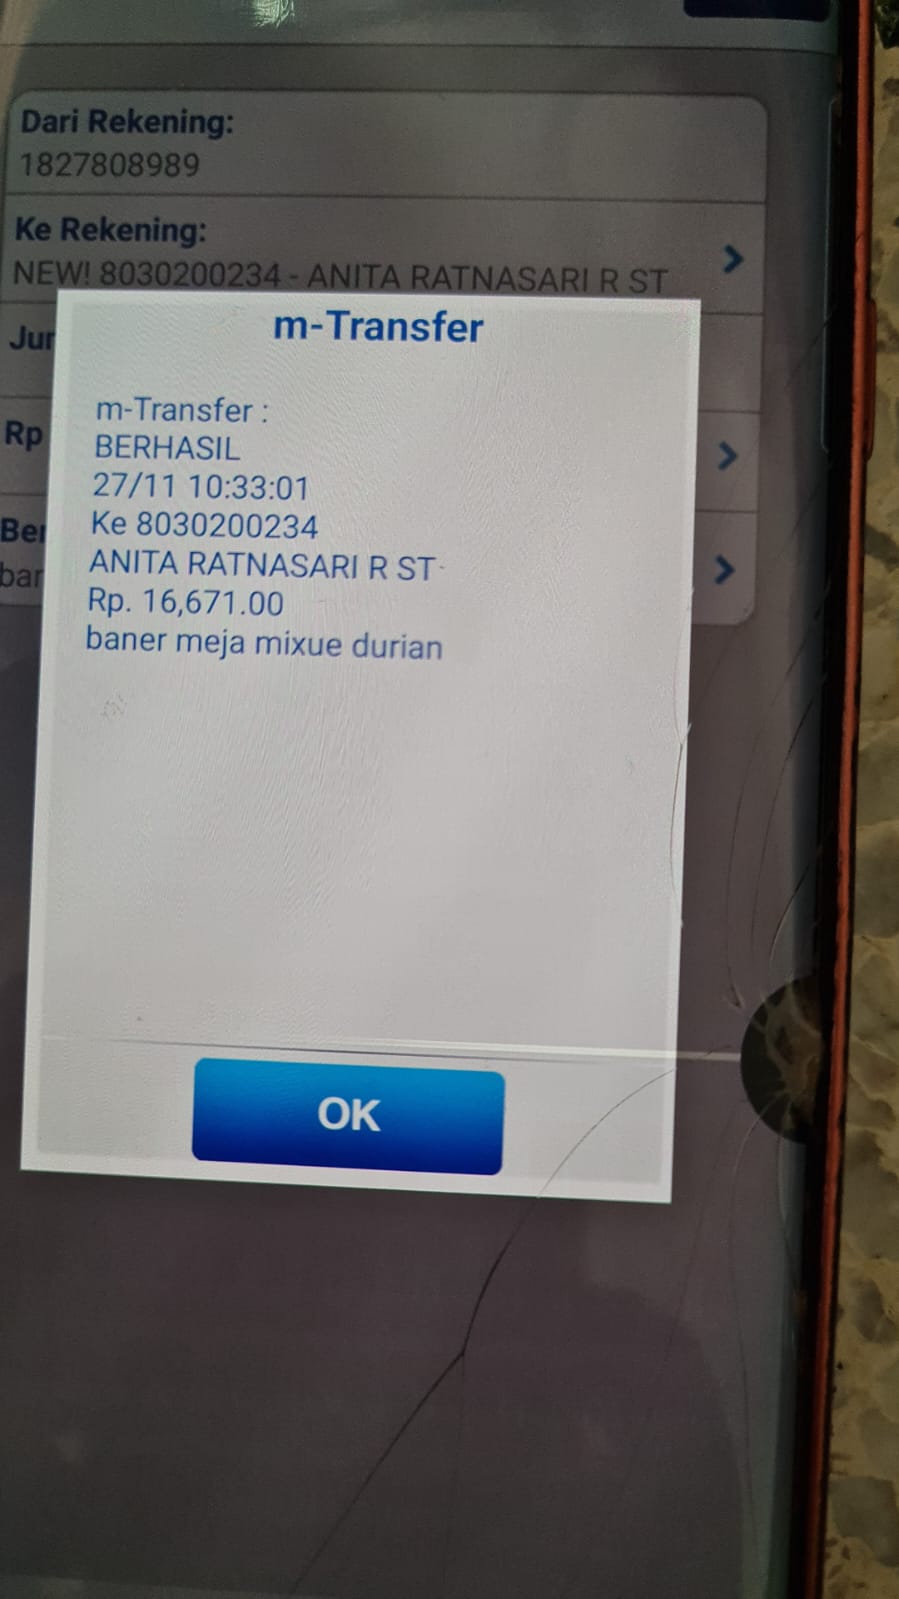 Dari Rekening:
1827808989
Ke Rekening:
NEW! 8030200234 - ANITA RATNASARI R ST
Jur
Rp
Ber
bar
m-Transfer
m-Transfer :
BERHASIL
27/11 10:33:01
Ke 8030200234
ANITA RATNASARI R ST
Rp. 16,671.00
baner meja mixue durian
OK